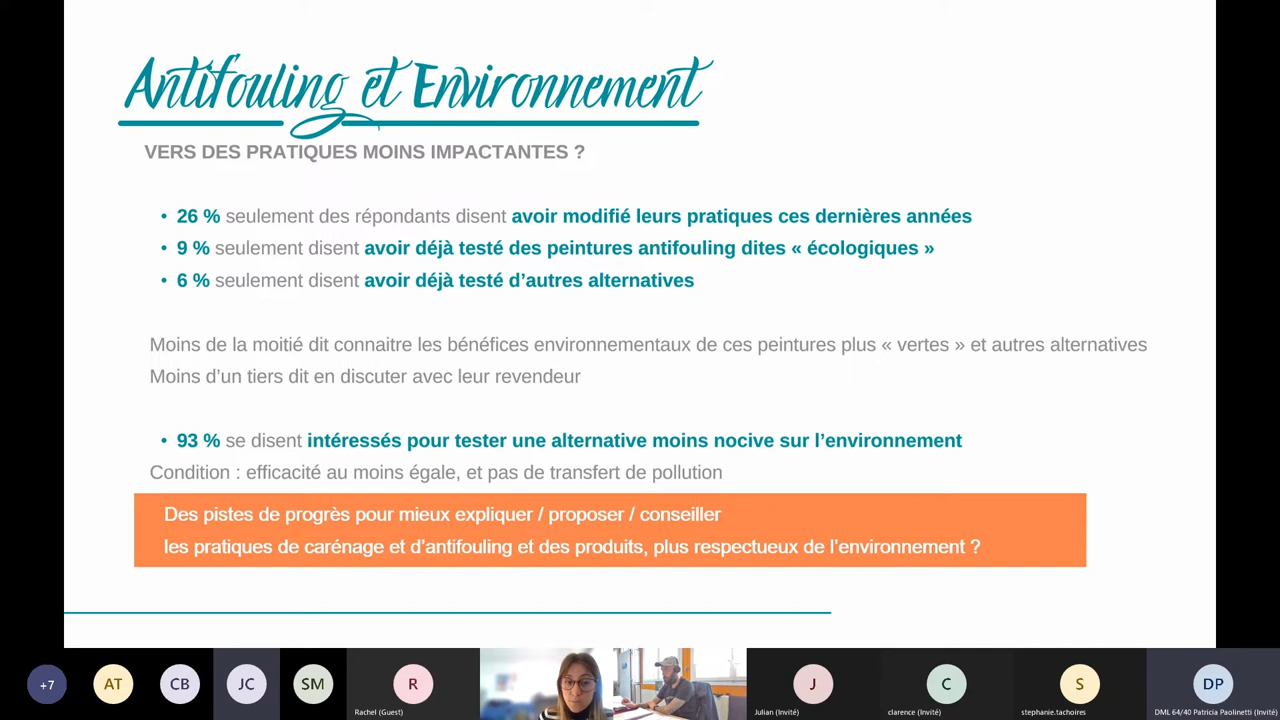 Antifouling et Environnement
VERS DES PRATIQUES MOINS IMPACTANTES ?
• 26 % seulement des répondants disent avoir modifié leurs pratiques ces dernières années
• 9 % seulement disent avoir déjà testé des peintures antifouling dites « écologiques »
• 6 % seulement disent avoir déjà testé d’autres alternatives
Moins de la moitié dit connaitre les bénéfices environnementaux de ces peintures plus « vertes » et autres alternatives
Moins d’un tiers dit en discuter avec leur revendeur
• 93 % se disent intéressés pour tester une alternative moins nocive sur l’environnement
Condition : efficacité au moins égale, et pas de transfert de pollution
Des pistes de progrès pour mieux expliquer / proposer / conseiller
les pratiques de carénage et d’antifouling et des produits, plus respectueux de l’environnement ?
+7
AT
CB
JC
SM
R
J
C
S
DP
Rachel (Guest)
Julian (Invité)
clarence (Invité)
stephanie.tachoires
DML 64/40 Patricia Paolinetti (Invité)